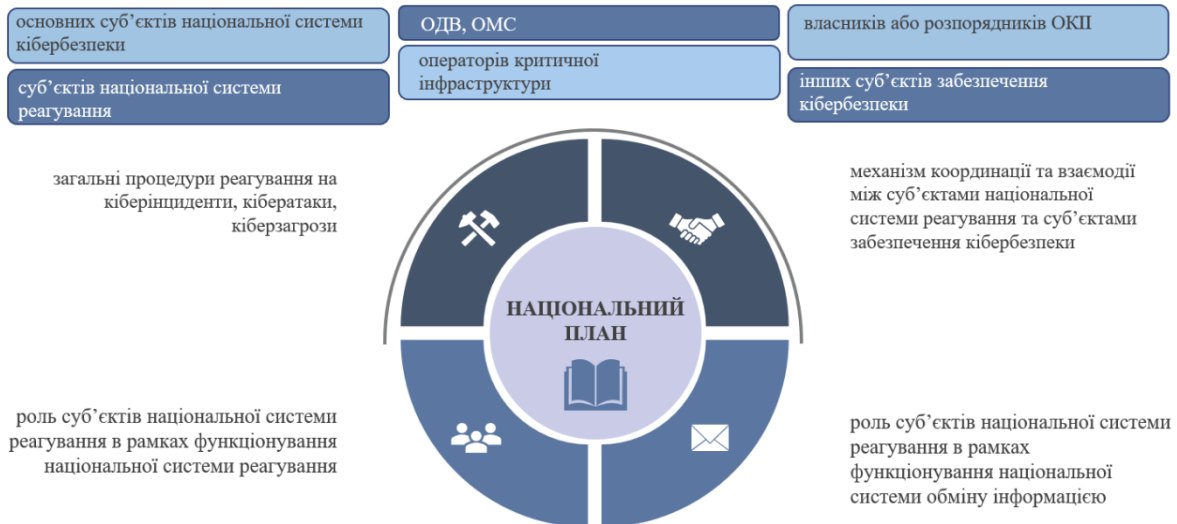 основних суб’єктів національної системи
кібербезпеки
суб’єктів національної системи
реагування
ОДВ, ОМС
операторів критичної
інфраструктури
власників або розпорядників ОКІІ
інших суб’єктів забезпечення
кібербезпеки
загальні процедури реагування на
кіберінциденти, кібератаки,
кіберзагрози
механізм координації та взаємодії
між суб’єктами національної
системи реагування та суб’єктами
забезпечення кібербезпеки
НАЦІОНАЛЬНИЙ
ПЛАН
роль суб’єктів національної системи
реагування в рамках функціонування
національної системи реагування
роль суб’єктів національної системи
реагування в рамках
функціонування національної
системи обміну інформацією